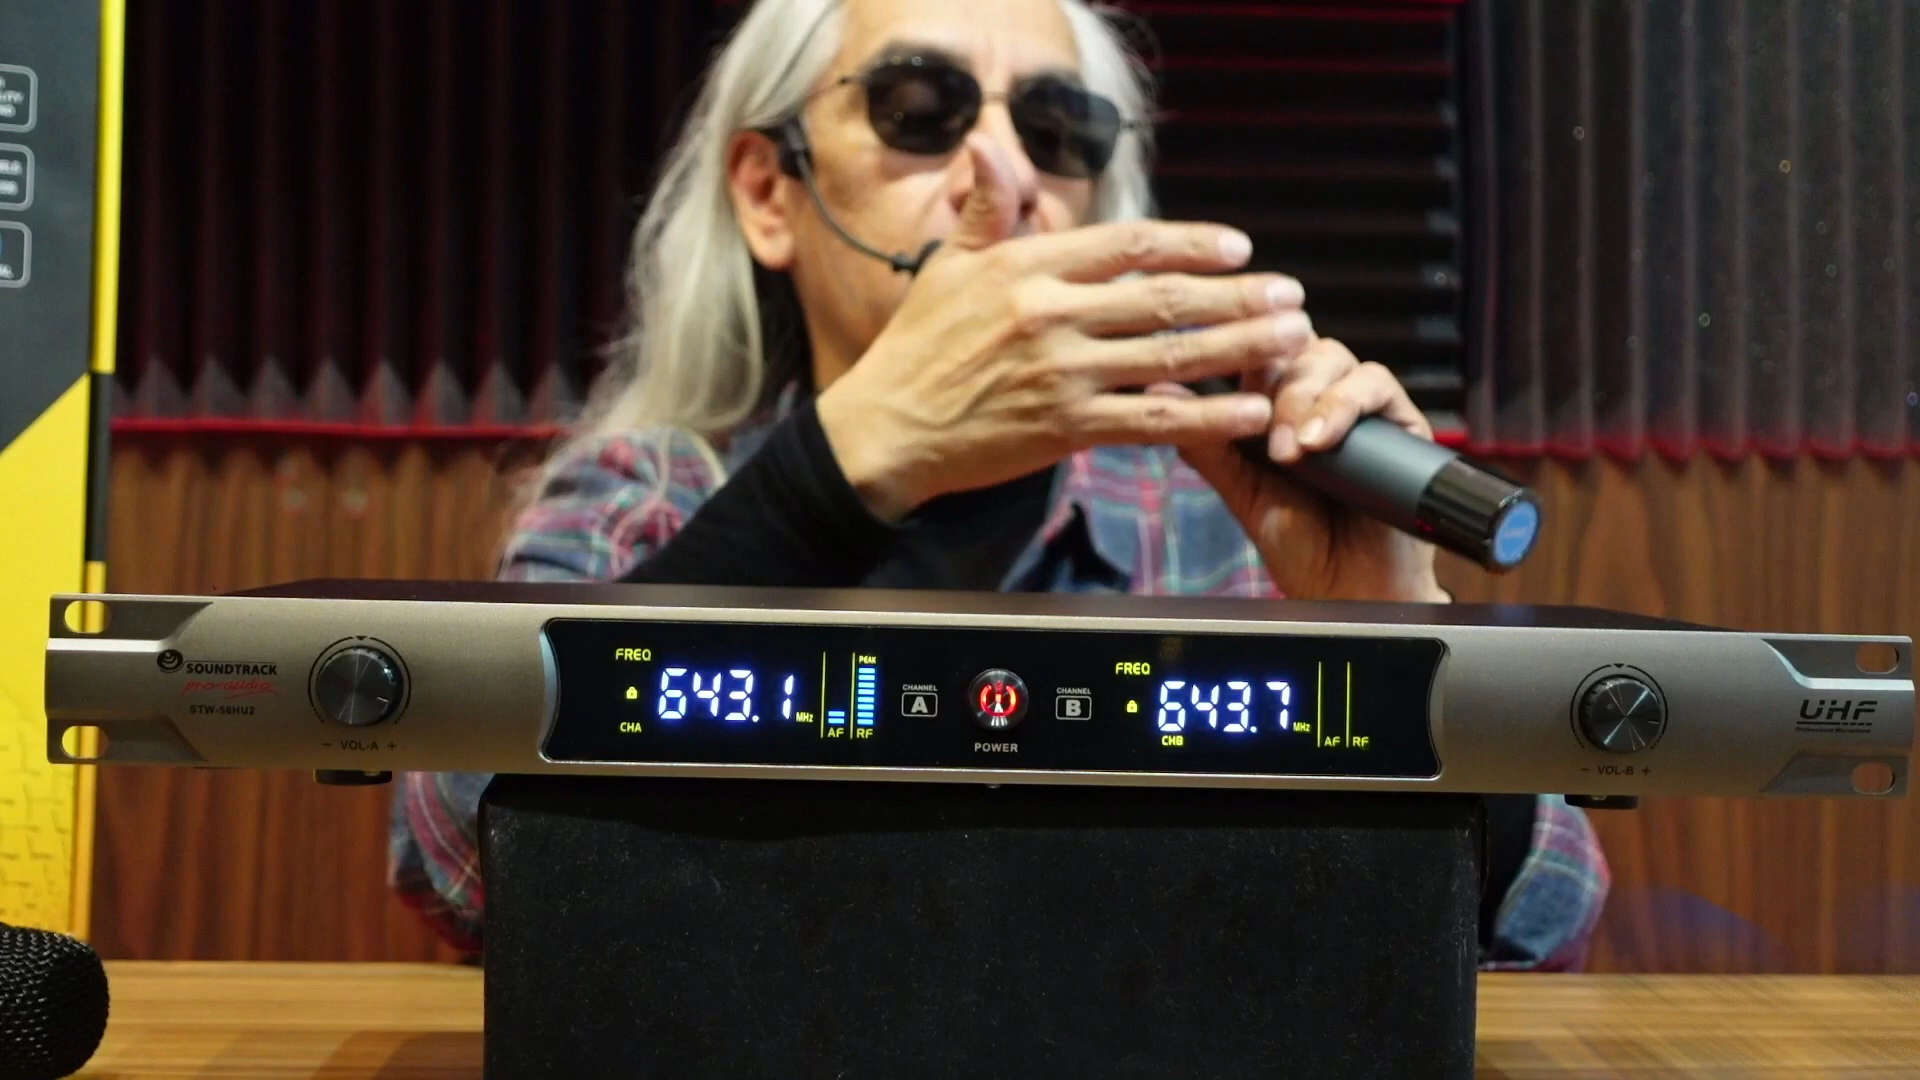 SOUNDTRACK
pro-audio
STW-56HU2
− VOL-A +
FREQ
643.1 MHz
CHA
PEAK
AF RF
CHANNEL
A
POWER
CHANNEL
B
FREQ
643.7 MHz
CHB
AF RF
− VOL-B +
UHF